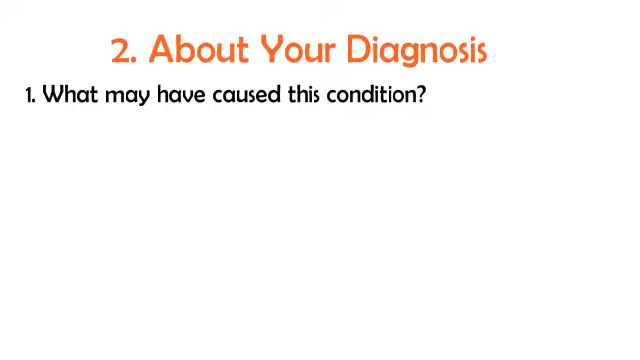 2. About Your Diagnosis
1. What may have caused this condition?